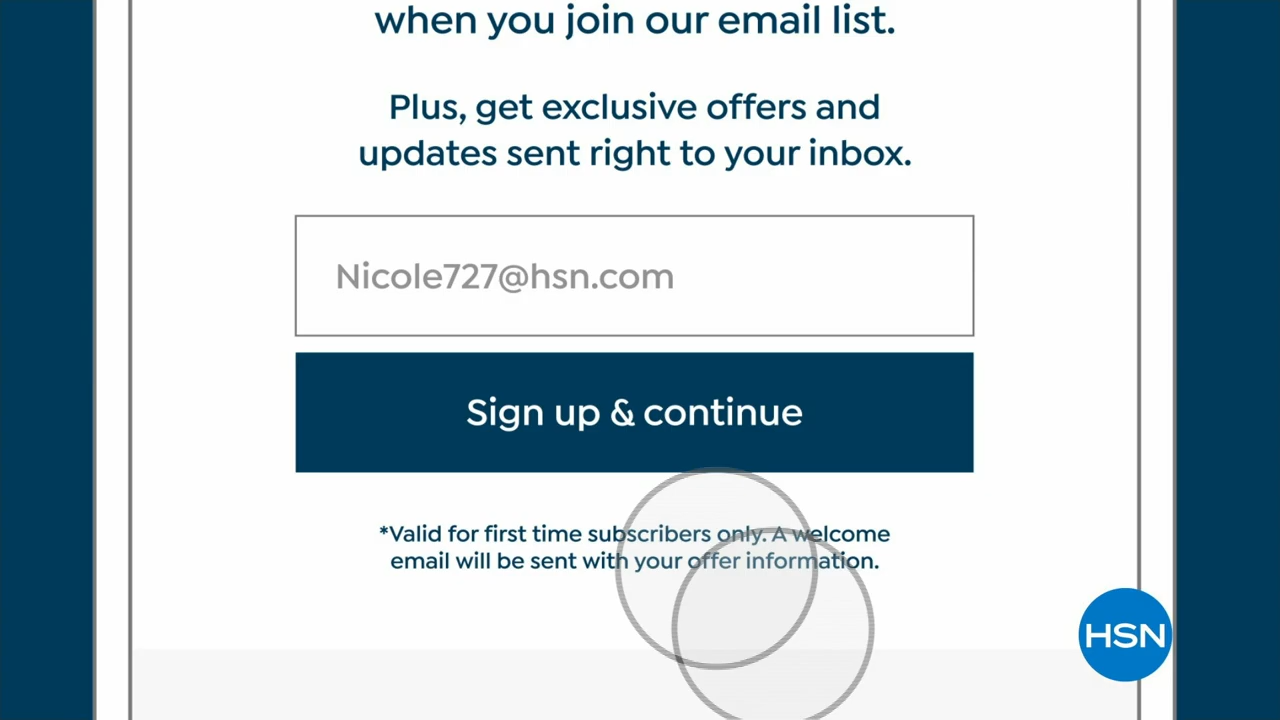 when you join our email list.
Plus, get exclusive offers and
updates sent right to your inbox.
Nicole727@hsn.com
Sign up & continue
*Valid for first time subscribers only. A welcome
email will be sent with your offer information.
HSN